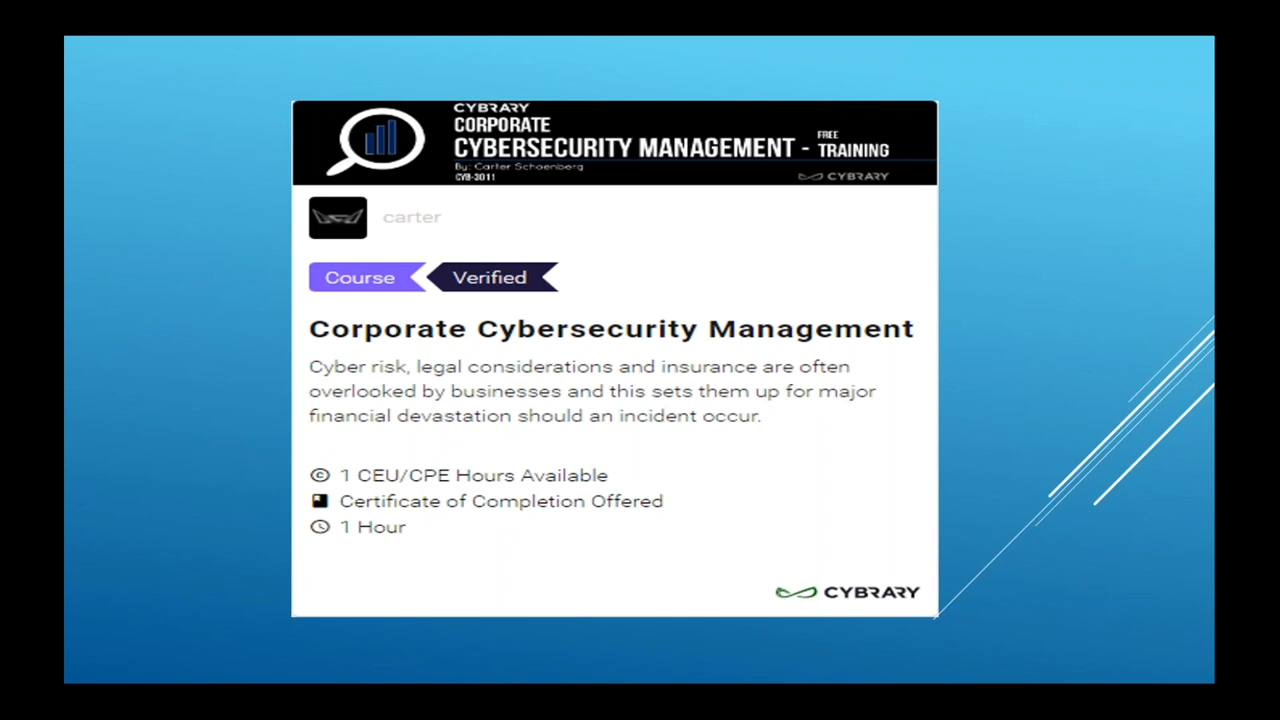 CYBRARY
CORPORATE
CYBERSECURITY MANAGEMENT - FREE TRAINING
By: Carter Schoenberg
CYB-3011
CYBRARY
carter
Course
Verified
Corporate Cybersecurity Management
Cyber risk, legal considerations and insurance are often
overlooked by businesses and this sets them up for major
financial devastation should an incident occur.
1 CEU/CPE Hours Available
Certificate of Completion Offered
1 Hour
CYBRARY